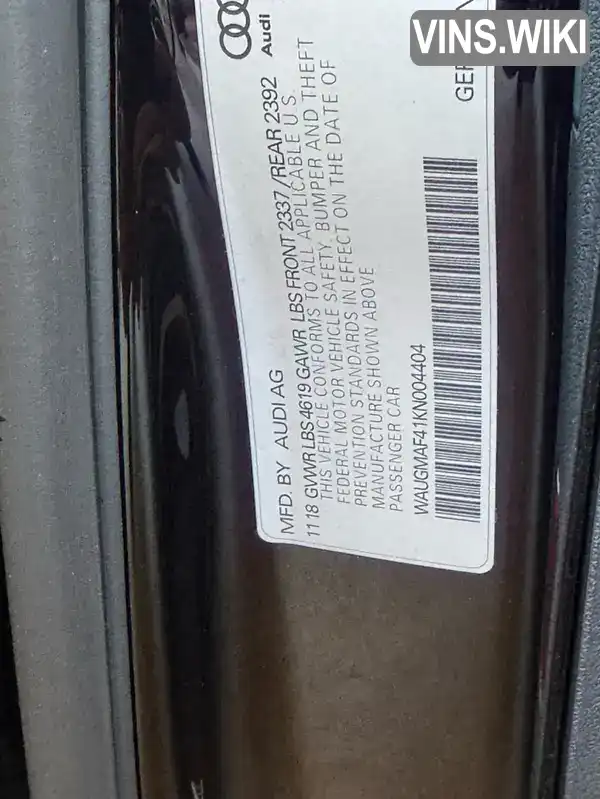 VINS.WIKI
Audi
MFD. BY AUDI AG
11 18 GVWR LBS 4619 GAWR LBS FRONT 2337/REAR 2392
THIS VEHICLE CONFORMS TO ALL APPLICABLE U.S.
FEDERAL MOTOR VEHICLE SAFETY, BUMPER AND THEFT
PREVENTION STANDARDS IN EFFECT ON THE DATE OF
MANUFACTURE SHOWN ABOVE
PASSENGER CAR
WAUGMAF41KN004404